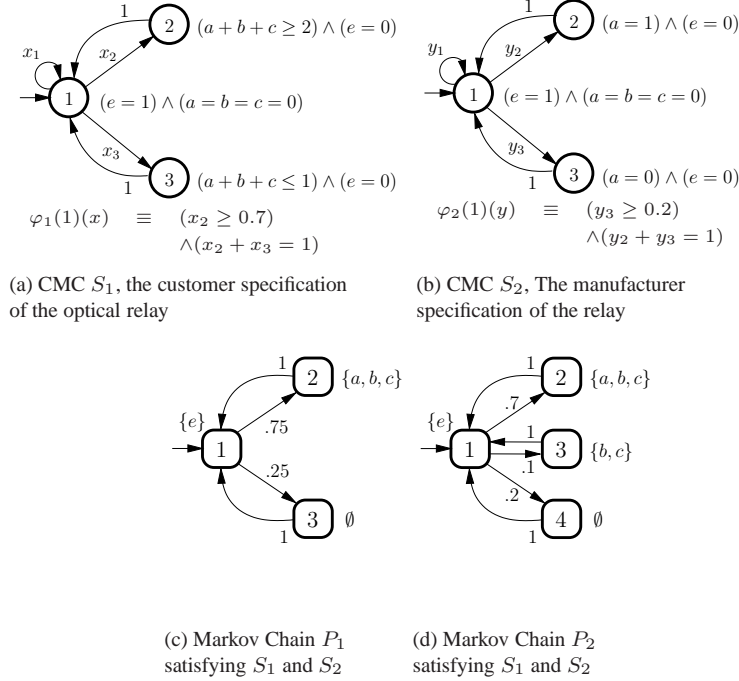 1
2
(a + b + c ≥ 2) ∧ (e = 0)
x₁
x₂
1
(e = 1) ∧ (a = b = c = 0)
x₃
1
3
(a + b + c ≤ 1) ∧ (e = 0)
φ₁(1)(x) ≡ (x₂ ≥ 0.7)
∧(x₂ + x₃ = 1)
(a) CMC S₁, the customer specification
of the optical relay
1
2
(a = 1) ∧ (e = 0)
y₁
y₂
1
(e = 1) ∧ (a = b = c = 0)
y₃
1
3
(a = 0) ∧ (e = 0)
φ₂(1)(y) ≡ (y₃ ≥ 0.2)
∧(y₂ + y₃ = 1)
(b) CMC S₂, The manufacturer
specification of the relay
1
2
{a, b, c}
{e}
.75
1
.25
1
3
∅
(c) Markov Chain P₁
satisfying S₁ and S₂
1
2
{a, b, c}
{e}
.7
1
1
3
{b, c}
.1
.2
1
4
∅
(d) Markov Chain P₂
satisfying S₁ and S₂